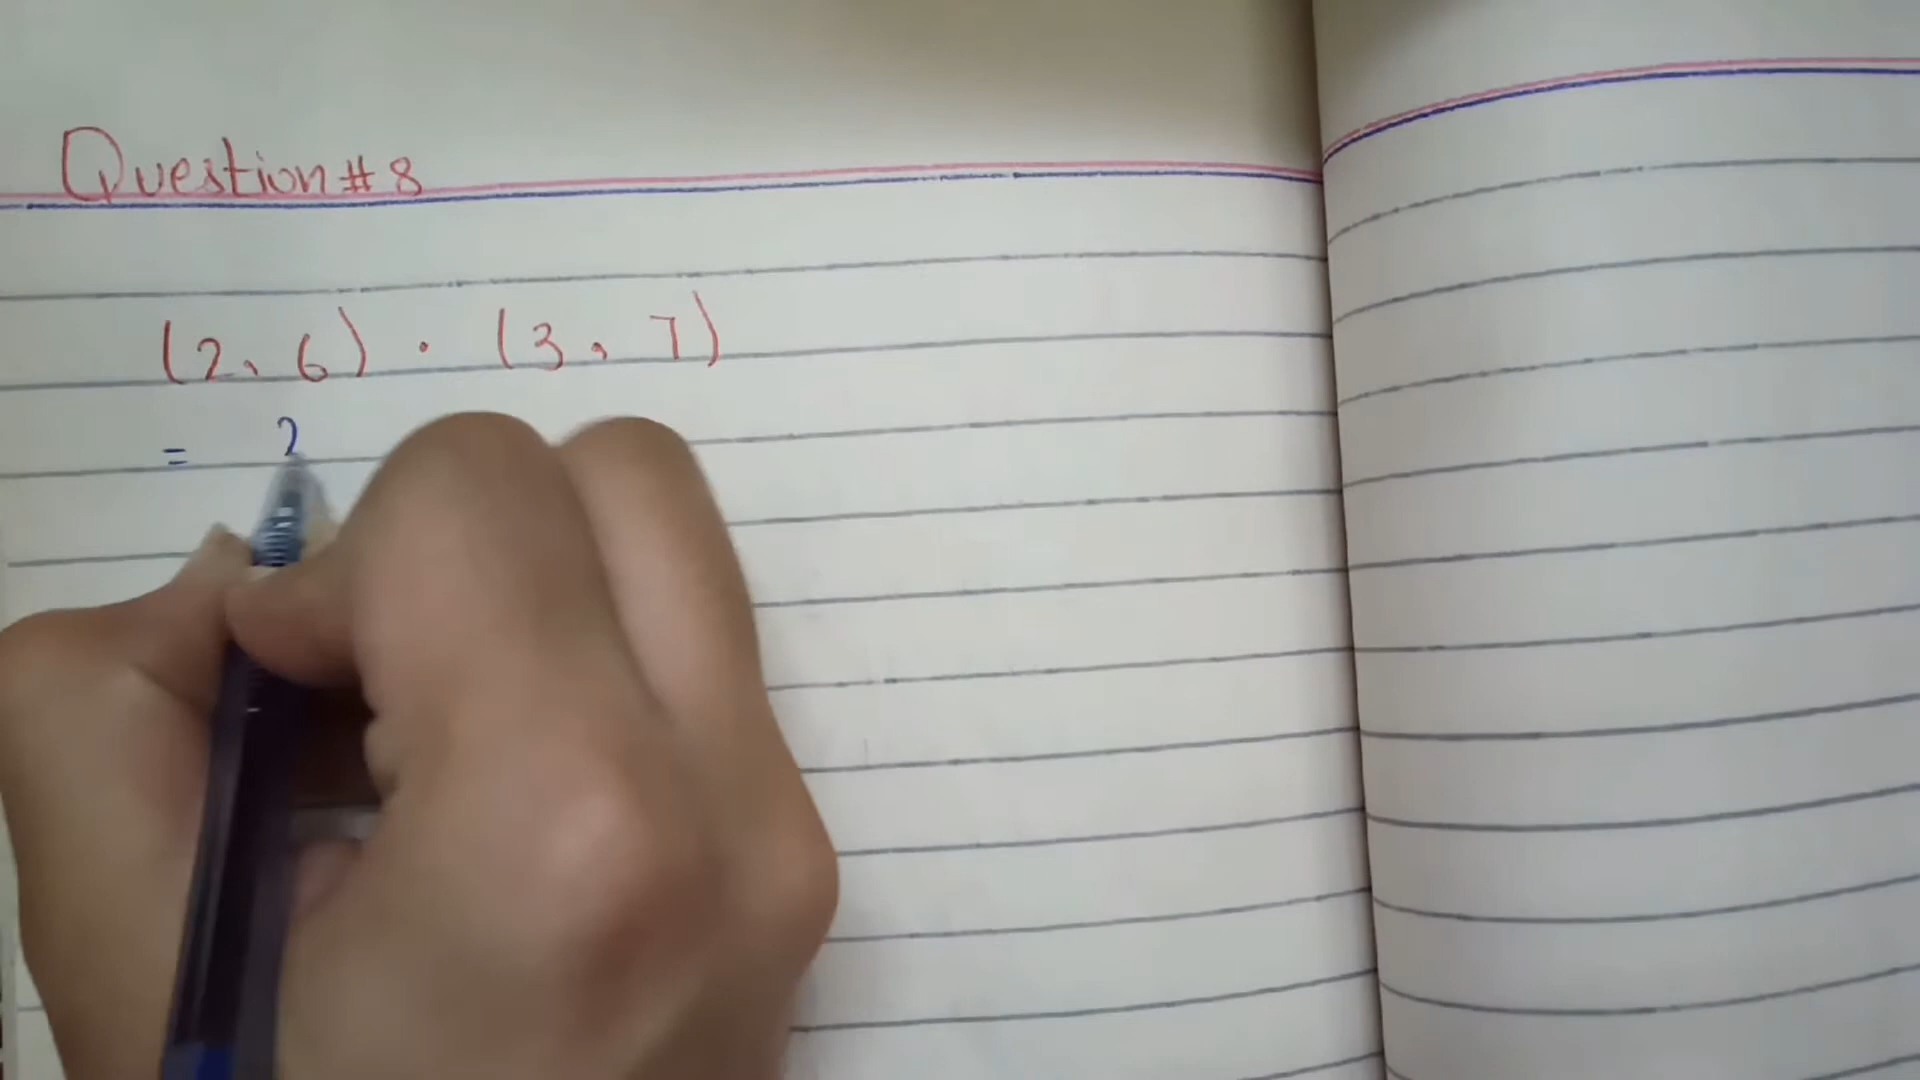 Question # 8
(2, 6) · (3, 7)
= 2